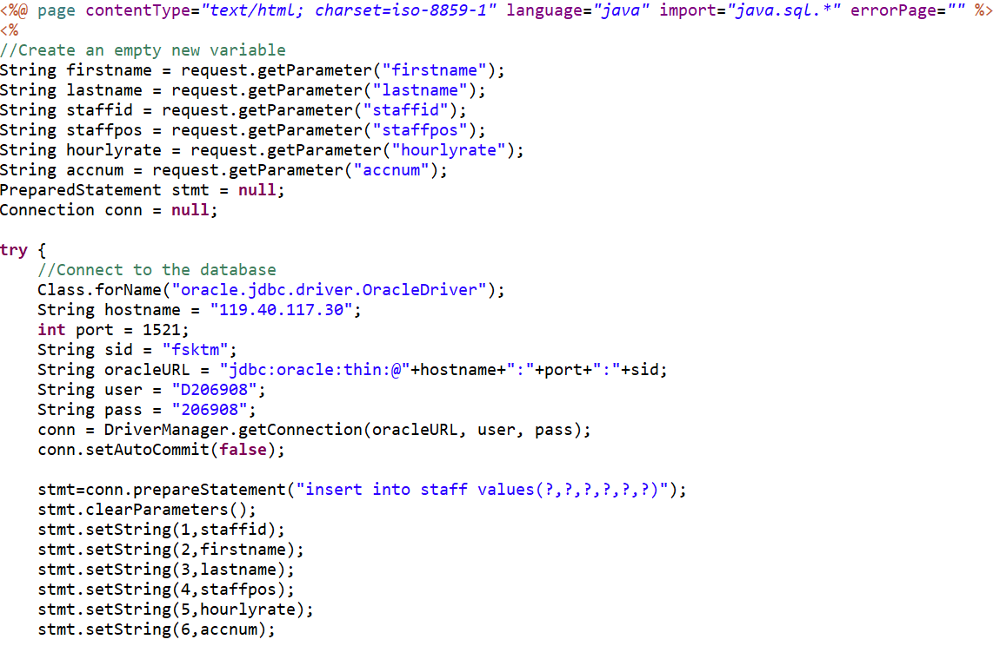 <%@ page contentType="text/html; charset=iso-8859-1" language="java" import="java.sql.*" errorPage="" %>
<%
//Create an empty new variable
String firstname = request.getParameter("firstname");
String lastname = request.getParameter("lastname");
String staffid = request.getParameter("staffid");
String staffpos = request.getParameter("staffpos");
String hourlyrate = request.getParameter("hourlyrate");
String accnum = request.getParameter("accnum");
PreparedStatement stmt = null;
Connection conn = null;

try {
    //Connect to the database
    Class.forName("oracle.jdbc.driver.OracleDriver");
    String hostname = "119.40.117.30";
    int port = 1521;
    String sid = "fsktm";
    String oracleURL = "jdbc:oracle:thin:@"+hostname+":"+port+":"+sid;
    String user = "D206908";
    String pass = "206908";
    conn = DriverManager.getConnection(oracleURL, user, pass);
    conn.setAutoCommit(false);

    stmt=conn.prepareStatement("insert into staff values(?,?,?,?,?,?)");
    stmt.clearParameters();
    stmt.setString(1,staffid);
    stmt.setString(2,firstname);
    stmt.setString(3,lastname);
    stmt.setString(4,staffpos);
    stmt.setString(5,hourlyrate);
    stmt.setString(6,accnum);